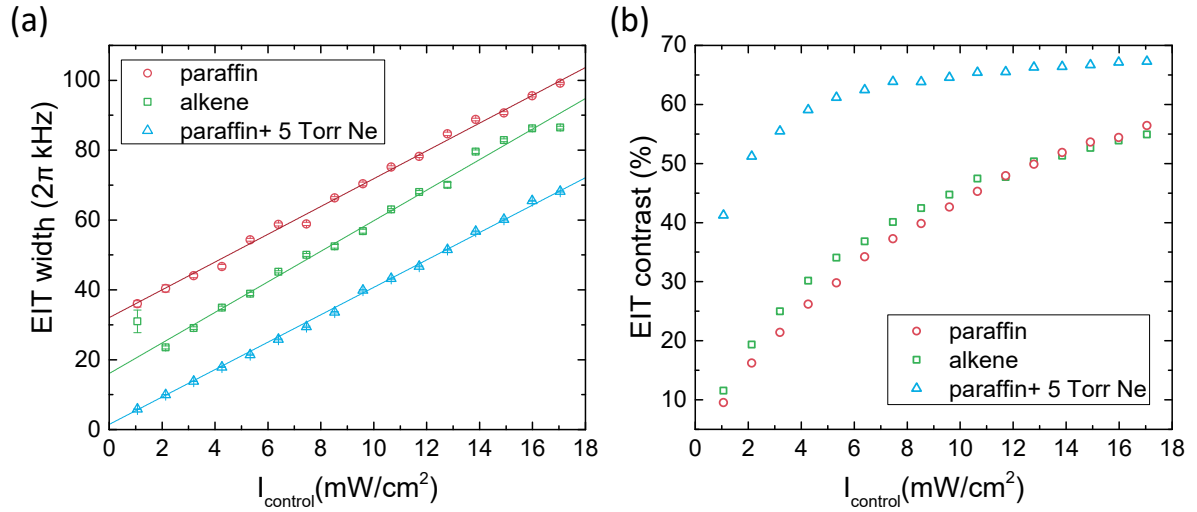 (a)
EIT width (2π kHz)
100
80
60
40
20
0
paraffin
alkene
paraffin+ 5 Torr Ne
0 2 4 6 8 10 12 14 16 18
I control(mW/cm²)
(b)
EIT contrast (%)
70
60
50
40
30
20
10
paraffin
alkene
paraffin+ 5 Torr Ne
0 2 4 6 8 10 12 14 16 18
I control(mW/cm²)